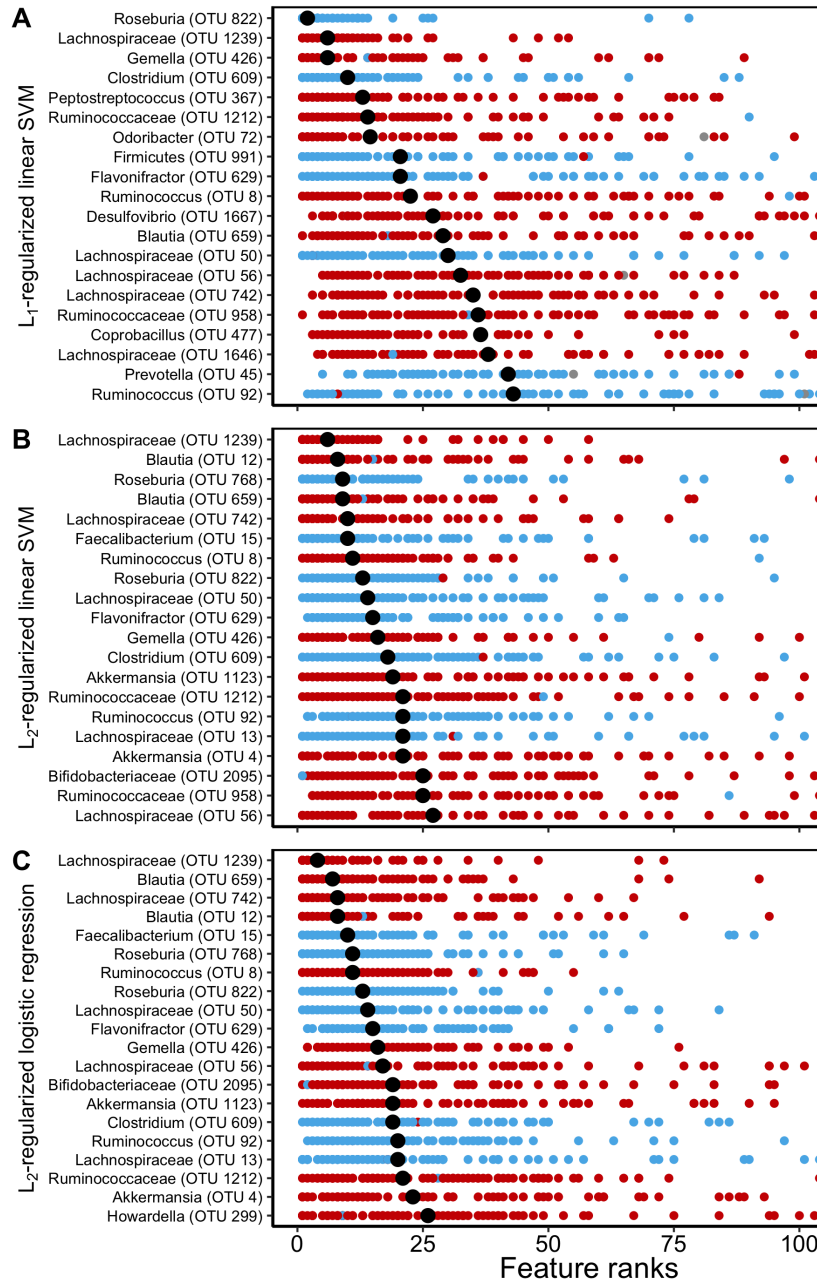 A
L1-regularized linear SVM
Roseburia (OTU 822)
Lachnospiraceae (OTU 1239)
Gemella (OTU 426)
Clostridium (OTU 609)
Peptostreptococcus (OTU 367)
Ruminococcaceae (OTU 1212)
Odoribacter (OTU 72)
Firmicutes (OTU 991)
Flavonifractor (OTU 629)
Ruminococcus (OTU 8)
Desulfovibrio (OTU 1667)
Blautia (OTU 659)
Lachnospiraceae (OTU 50)
Lachnospiraceae (OTU 56)
Lachnospiraceae (OTU 742)
Ruminococcaceae (OTU 958)
Coprobacillus (OTU 477)
Lachnospiraceae (OTU 1646)
Prevotella (OTU 45)
Ruminococcus (OTU 92)
B
L2-regularized linear SVM
Lachnospiraceae (OTU 1239)
Blautia (OTU 12)
Roseburia (OTU 768)
Blautia (OTU 659)
Lachnospiraceae (OTU 742)
Faecalibacterium (OTU 15)
Ruminococcus (OTU 8)
Roseburia (OTU 822)
Lachnospiraceae (OTU 50)
Flavonifractor (OTU 629)
Gemella (OTU 426)
Clostridium (OTU 609)
Akkermansia (OTU 1123)
Ruminococcaceae (OTU 1212)
Ruminococcus (OTU 92)
Lachnospiraceae (OTU 13)
Akkermansia (OTU 4)
Bifidobacteriaceae (OTU 2095)
Ruminococcaceae (OTU 958)
Lachnospiraceae (OTU 56)
C
L2-regularized logistic regression
Lachnospiraceae (OTU 1239)
Blautia (OTU 659)
Lachnospiraceae (OTU 742)
Blautia (OTU 12)
Faecalibacterium (OTU 15)
Roseburia (OTU 768)
Ruminococcus (OTU 8)
Roseburia (OTU 822)
Lachnospiraceae (OTU 50)
Flavonifractor (OTU 629)
Gemella (OTU 426)
Lachnospiraceae (OTU 56)
Bifidobacteriaceae (OTU 2095)
Akkermansia (OTU 1123)
Clostridium (OTU 609)
Ruminococcus (OTU 92)
Lachnospiraceae (OTU 13)
Ruminococcaceae (OTU 1212)
Akkermansia (OTU 4)
Howardella (OTU 299)
0 25 50 75 100
Feature ranks